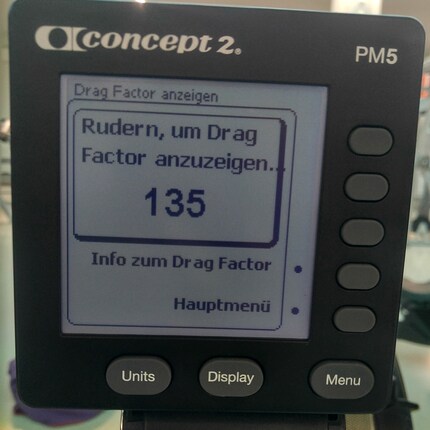 concept 2.
PM5
Drag Factor anzeigen
Rudern, um Drag
Factor anzuzeigen...
135
Info zum Drag Factor
Hauptmenü
Units
Display
Menu